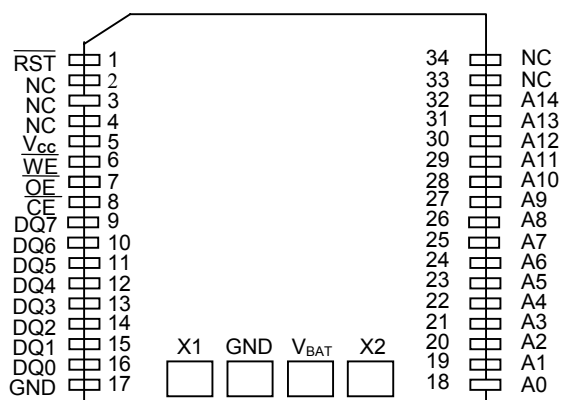 RST 1 34 NC
NC 2 33 NC
NC 3 32 A14
NC 4 31 A13
Vcc 5 30 A12
WE 6 29 A11
OE 7 28 A10
CE 8 27 A9
DQ7 9 26 A8
DQ6 10 25 A7
DQ5 11 24 A6
DQ4 12 23 A5
DQ3 13 22 A4
DQ2 14 21 A3
DQ1 15 20 A2
DQ0 16 19 A1
GND 17 18 A0
X1 GND VBAT X2